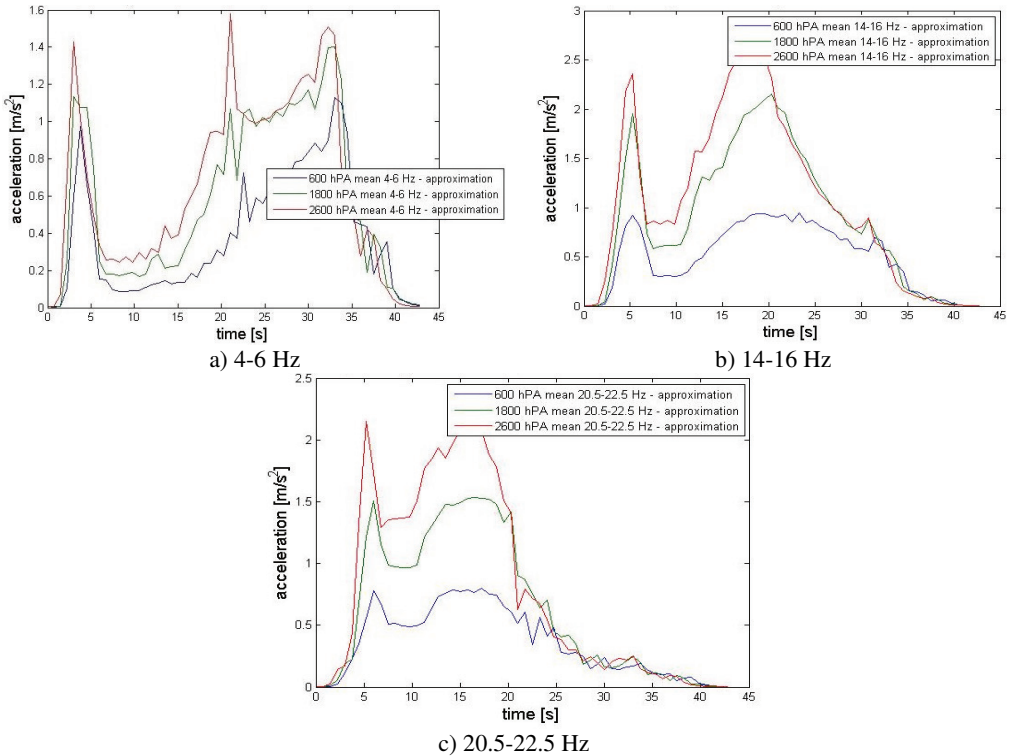 1.6
1.4
1.2
1
0.8
0.6
0.4
0.2
0
0 5 10 15 20 25 30 35 40 45
acceleration [m/s²]
time [s]
600 hPA mean 4-6 Hz - approximation
1800 hPA mean 4-6 Hz - approximation
2600 hPA mean 4-6 Hz - approximation
a) 4-6 Hz
3
2.5
2
1.5
1
0.5
0
0 5 10 15 20 25 30 35 40 45
acceleration [m/s²]
time [s]
600 hPA mean 14-16 Hz - approximation
1800 hPA mean 14-16 Hz - approximation
2600 hPA mean 14-16 Hz - approximation
b) 14-16 Hz
2.5
2
1.5
1
0.5
0
0 5 10 15 20 25 30 35 40 45
acceleration [m/s²]
time [s]
600 hPA mean 20.5-22.5 Hz - approximation
1800 hPA mean 20.5-22.5 Hz - approximation
2600 hPA mean 20.5-22.5 Hz - approximation
c) 20.5-22.5 Hz